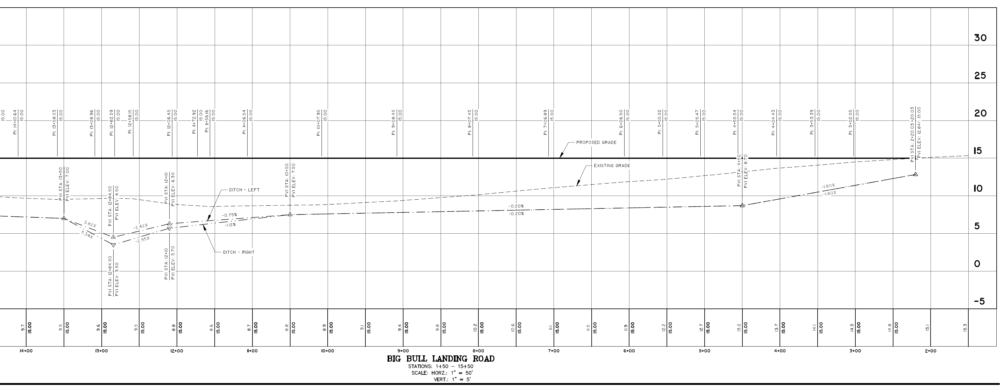 30
25
20
15
10
5
0
-5
15.00
PI: 14+10.64
15.00
PI: 13+58.53
15.00
PI: 13+08.96
15.00
PI: 12+82.59
15.00
PI: 12+58.15
15.00
PI: 12+06.45
15.00
PI: 11+72.92
15.00
PI: 11+56.16
15.00
PI: 11+06.54
15.00
PI: 10+07.95
15.00
PI: 9+08.45
15.00
PI: 8+07.45
15.00
PI: 7+06.89
15.00
PI: 6+06.50
15.00
PI: 5+55.52
15.00
PI: 5+05.47
15.00
PI: 4+55.54
15.00
PI: 4+04.43
15.00
PI: 3+53.39
15.00
PI: 3+02.05
15.00
PVI STA: 2+20.03
+20.03
PVI ELEV: 12.84
15.00
PROPOSED GRADE
EXISTING GRADE
PVI STA: 13+50
PVI ELEV: 7.00
PVI STA: 12+84.50
PVI ELEV: 4.50
PVI STA: 12+10
PVI ELEV: 6.30
PVI STA: 10+50
PVI ELEV: 7.50
PVI STA: 4+50
PVI ELEV: 8.70
DITCH - LEFT
DITCH - RIGHT
3.82%
5.34%
-2.42%
-2.95%
-0.75%
-1.12%
-0.20%
-0.20%
-1.80%
-1.80%
PVI STA: 12+84.50
PVI ELEV: 3.50
PVI STA: 12+10
PVI ELEV: 5.70
9.7
15.00
9.5
15.00
9.6
15.00
9.5
15.00
8.8
15.00
8.6
15.00
8.7
15.00
8.8
15.00
8.9
15.00
9.1
15.00
9.4
15.00
9.8
15.00
10.2
15.00
10.6
15.00
11.1
15.00
11.5
15.00
11.9
15.00
12.2
15.00
12.7
15.00
13.2
15.00
13.7
15.00
14.1
15.00
14.5
15.00
14.8
15.00
15.1
15.3
14+00 13+00 12+00 11+00 10+00 9+00 8+00 7+00 6+00 5+00 4+00 3+00 2+00
BIG BULL LANDING ROAD
STATIONS: 1+50 - 15+50
SCALE: HORZ.: 1" = 50'
VERT.: 1" = 5'